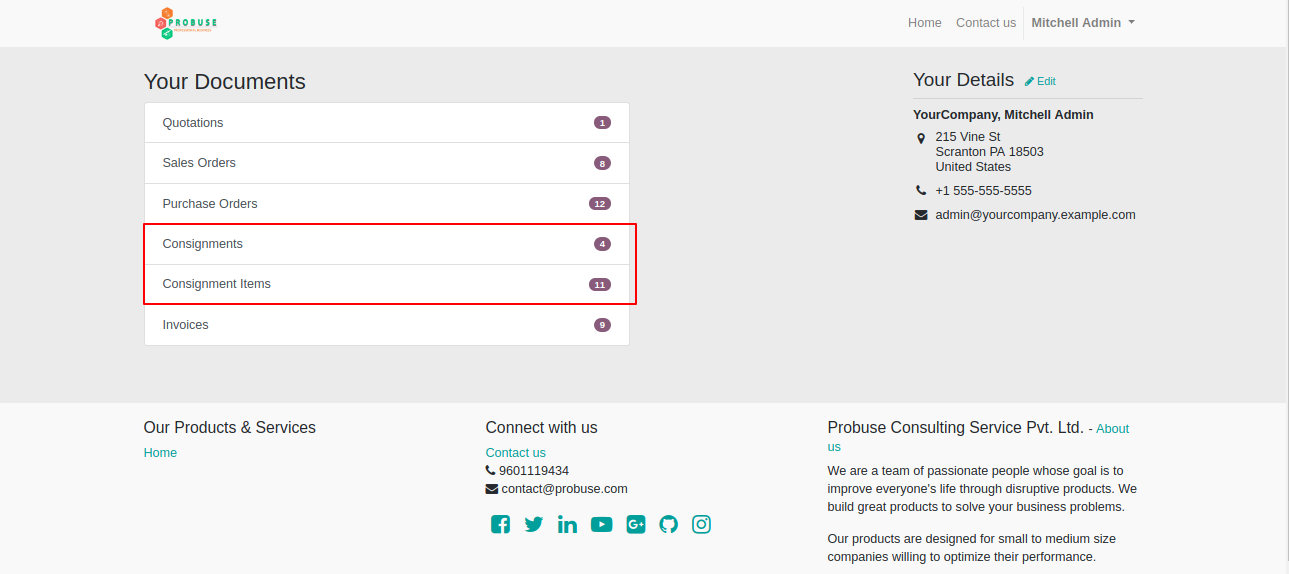 PROBUSE
Home Contact us Mitchell Admin
Your Documents
Quotations 1
Sales Orders 8
Purchase Orders 12
Consignments 4
Consignment Items 11
Invoices 9
Your Details Edit
YourCompany, Mitchell Admin
215 Vine St
Scranton PA 18503
United States
+1 555-555-5555
admin@yourcompany.example.com
Our Products & Services
Home
Connect with us
Contact us
9601119434
contact@probuse.com
Probuse Consulting Service Pvt. Ltd. - About
us
We are a team of passionate people whose goal is to
improve everyone's life through disruptive products. We
build great products to solve your business problems.
Our products are designed for small to medium size
companies willing to optimize their performance.